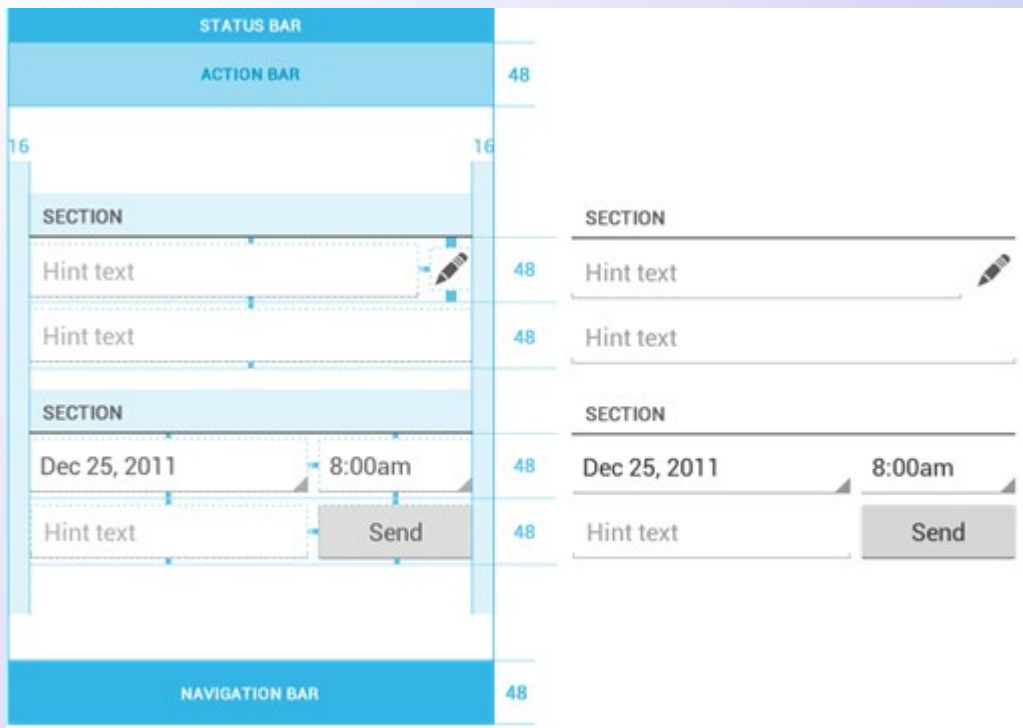 STATUS BAR
ACTION BAR
48
16
16
SECTION
Hint text
48
Hint text
48
SECTION
Dec 25, 2011
8:00am
48
Hint text
Send
48
NAVIGATION BAR
48
SECTION
Hint text
Hint text
SECTION
Dec 25, 2011
8:00am
Hint text
Send